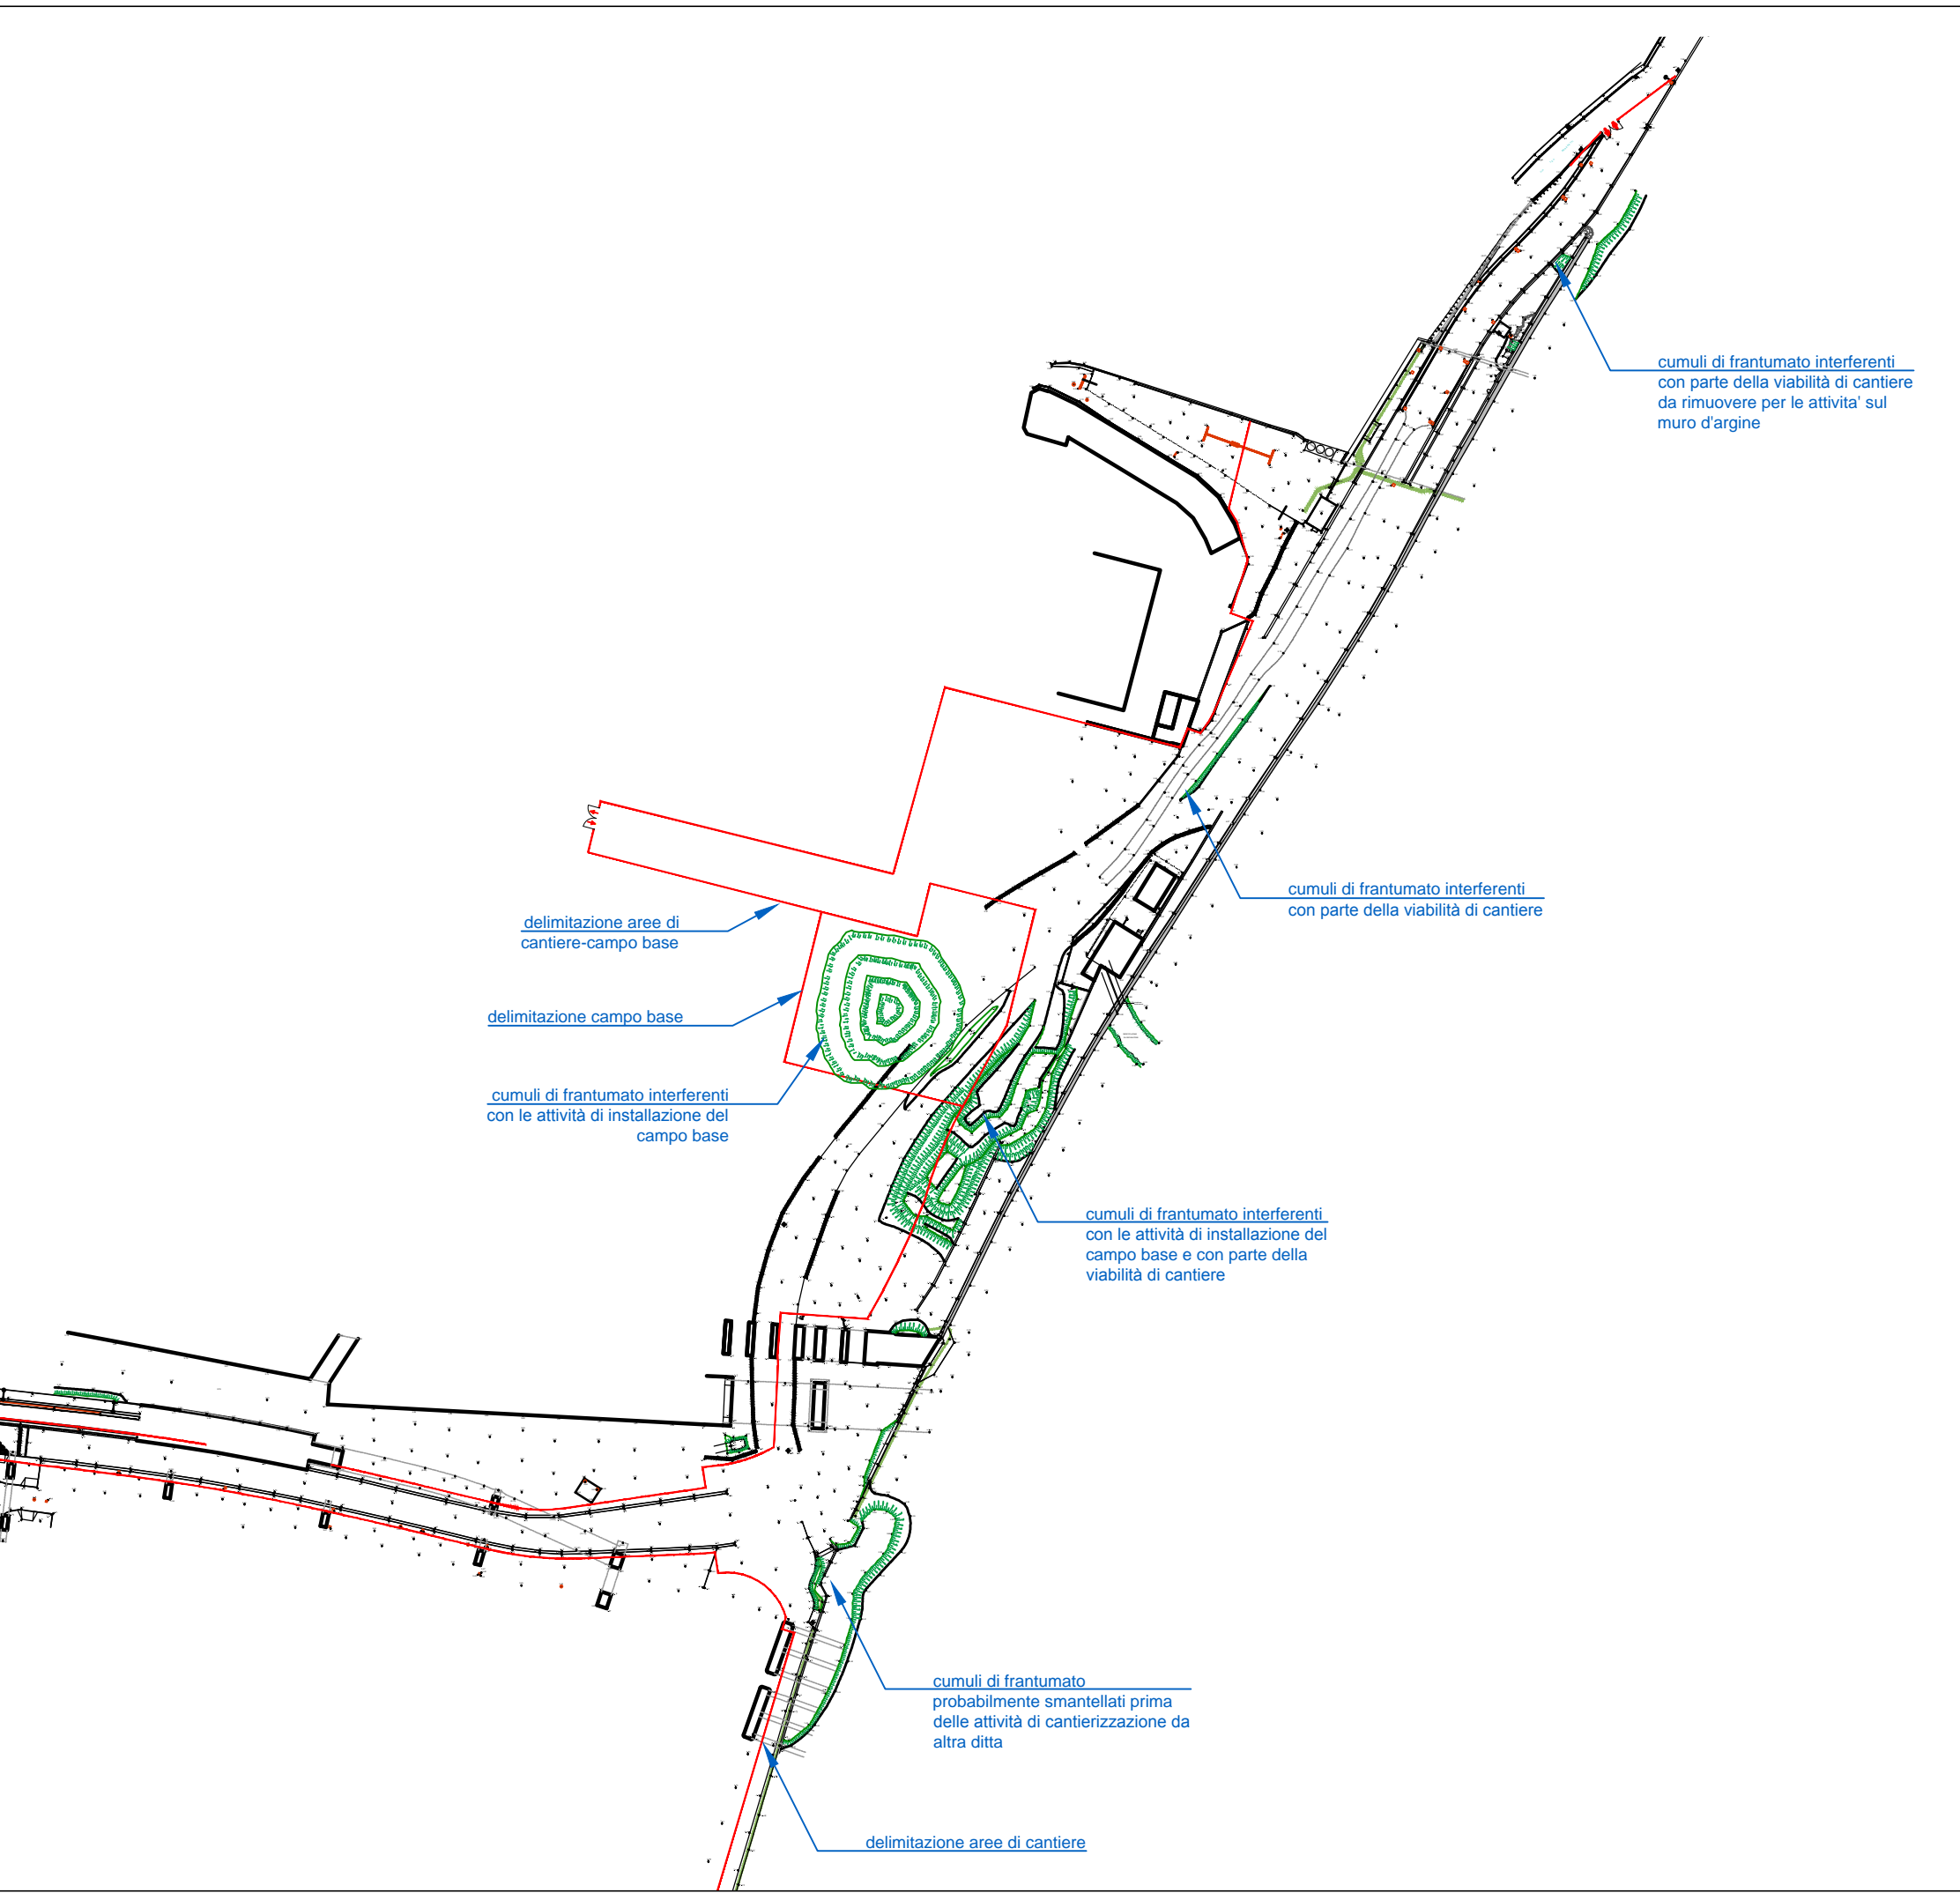 cumuli di frantumato interferenti
con parte della viabilità di cantiere
da rimuovere per le attivita' sul
muro d'argine
cumuli di frantumato interferenti
con parte della viabilità di cantiere
delimitazione aree di
cantiere-campo base
delimitazione campo base
cumuli di frantumato interferenti
con le attività di installazione del
campo base
cumuli di frantumato interferenti
con le attività di installazione del
campo base e con parte della
viabilità di cantiere
cumuli di frantumato
probabilmente smantellati prima
delle attività di cantierizzazione da
altra ditta
delimitazione aree di cantiere